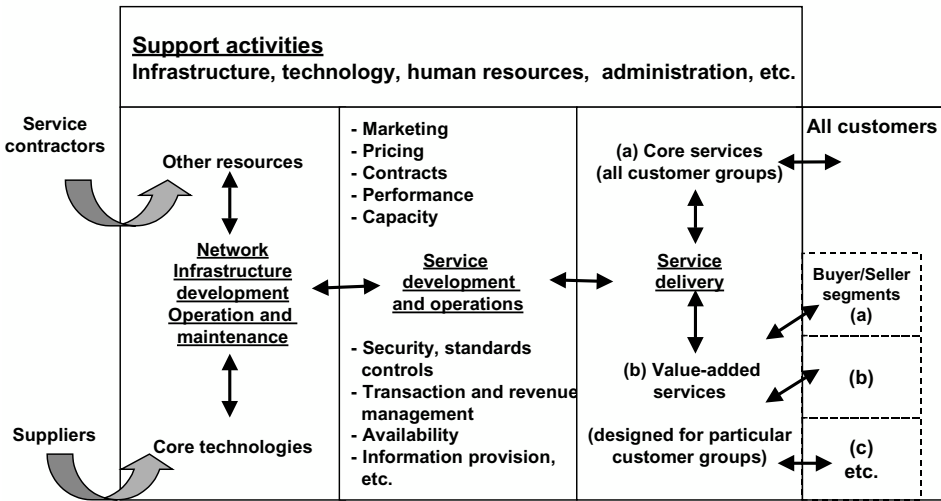 Support activities
Infrastructure, technology, human resources, administration, etc.
Service
contractors
Suppliers
Other resources
Network
Infrastructure
development
Operation and
maintenance
Core technologies
- Marketing
- Pricing
- Contracts
- Performance
- Capacity
Service
development
and operations
- Security, standards
controls
- Transaction and revenue
management
- Availability
- Information provision,
etc.
(a) Core services
(all customer groups)
Service
delivery
(b) Value-added
services
(designed for particular
customer groups)
All customers
Buyer/Seller
segments
(a)
(b)
(c)
etc.